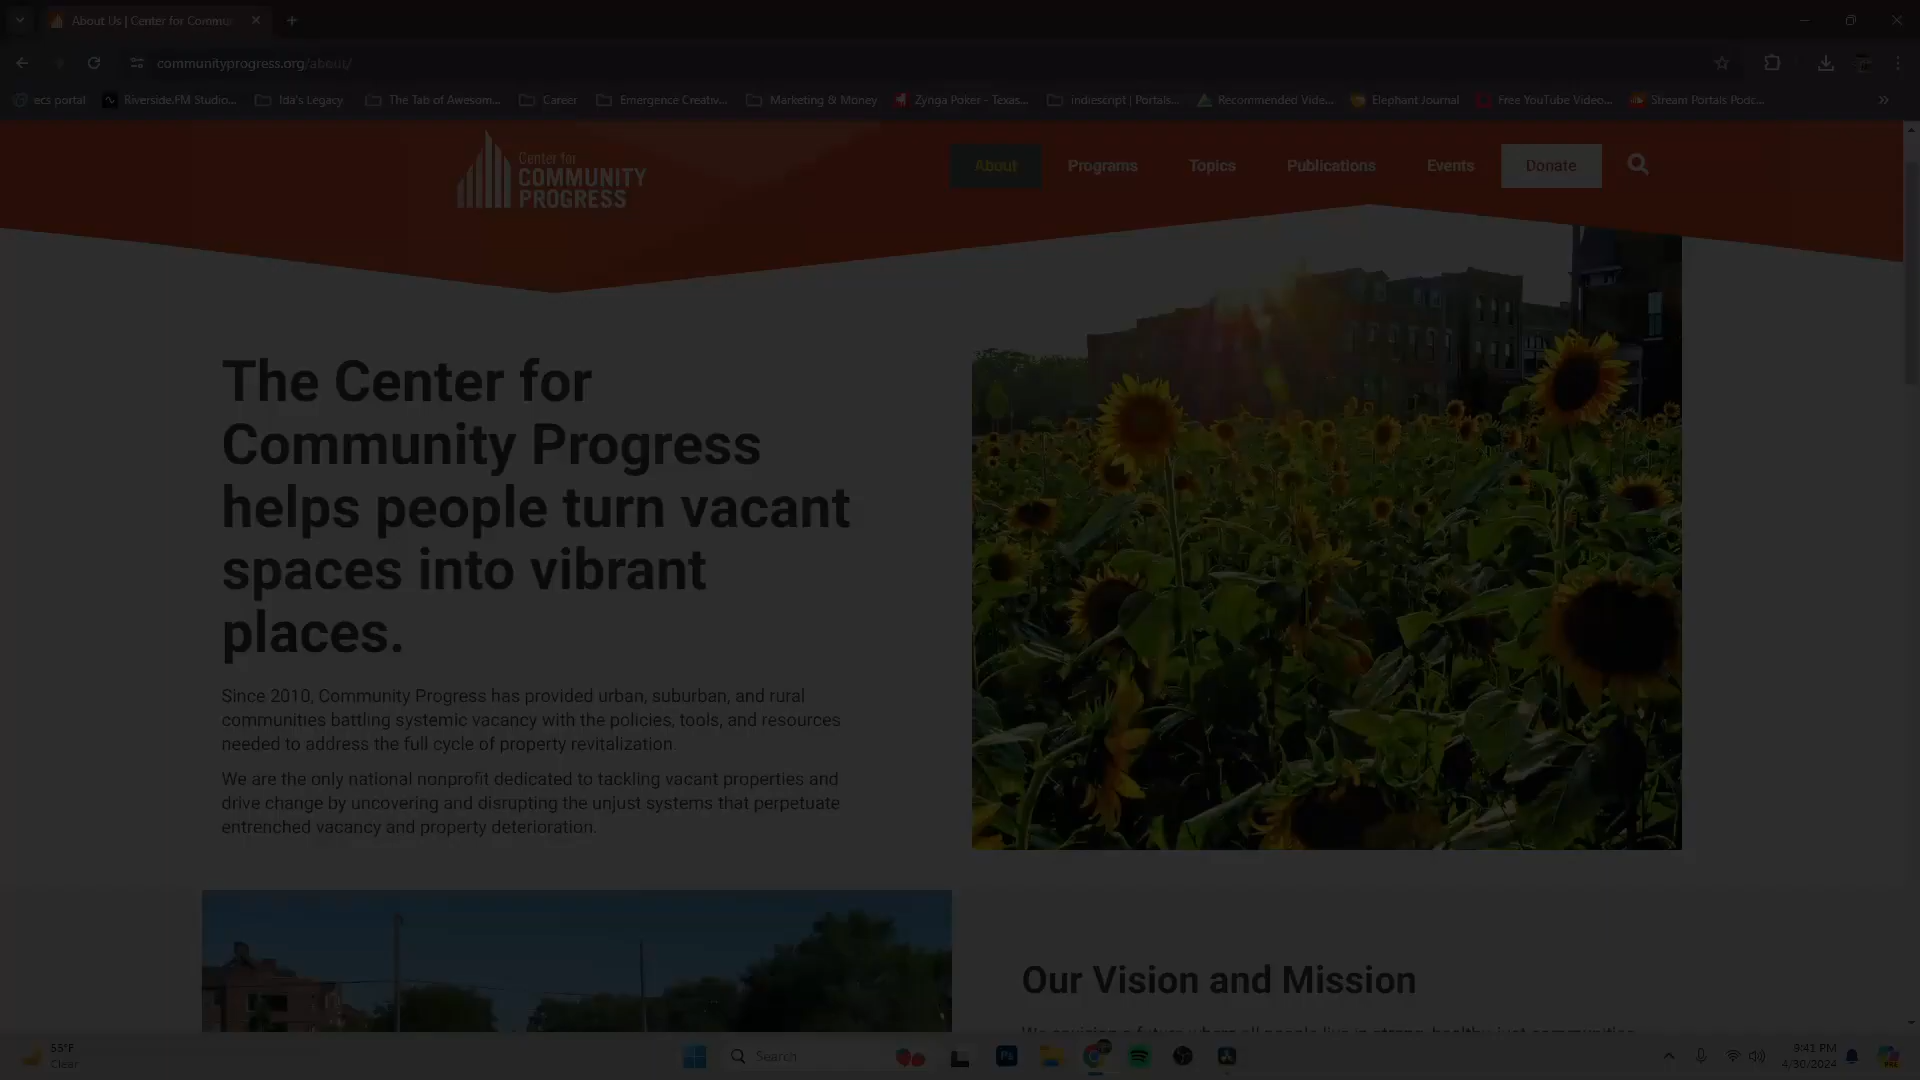 About Us | Center for Commu
communityprogress.org/about/
ecs portal
Riverside.FM Studio...
Ida's Legacy
The Tab of Awesom...
Career
Emergence Creativ...
Marketing & Money
Zynga Poker - Texas...
indiescript | Portals...
Recommended Vide...
Elephant Journal
Free YouTube Video...
Stream Portals Podc...
Center for
COMMUNITY
PROGRESS
About
Programs
Topics
Publications
Events
Donate
The Center for
Community Progress
helps people turn vacant
spaces into vibrant
places.
Since 2010, Community Progress has provided urban, suburban, and rural
communities battling systemic vacancy with the policies, tools, and resources
needed to address the full cycle of property revitalization.
We are the only national nonprofit dedicated to tackling vacant properties and
drive change by uncovering and disrupting the unjust systems that perpetuate
entrenched vacancy and property deterioration.
Our Vision and Mission
55°F
Clear
Search
Ps
9:41 PM
4/30/2024